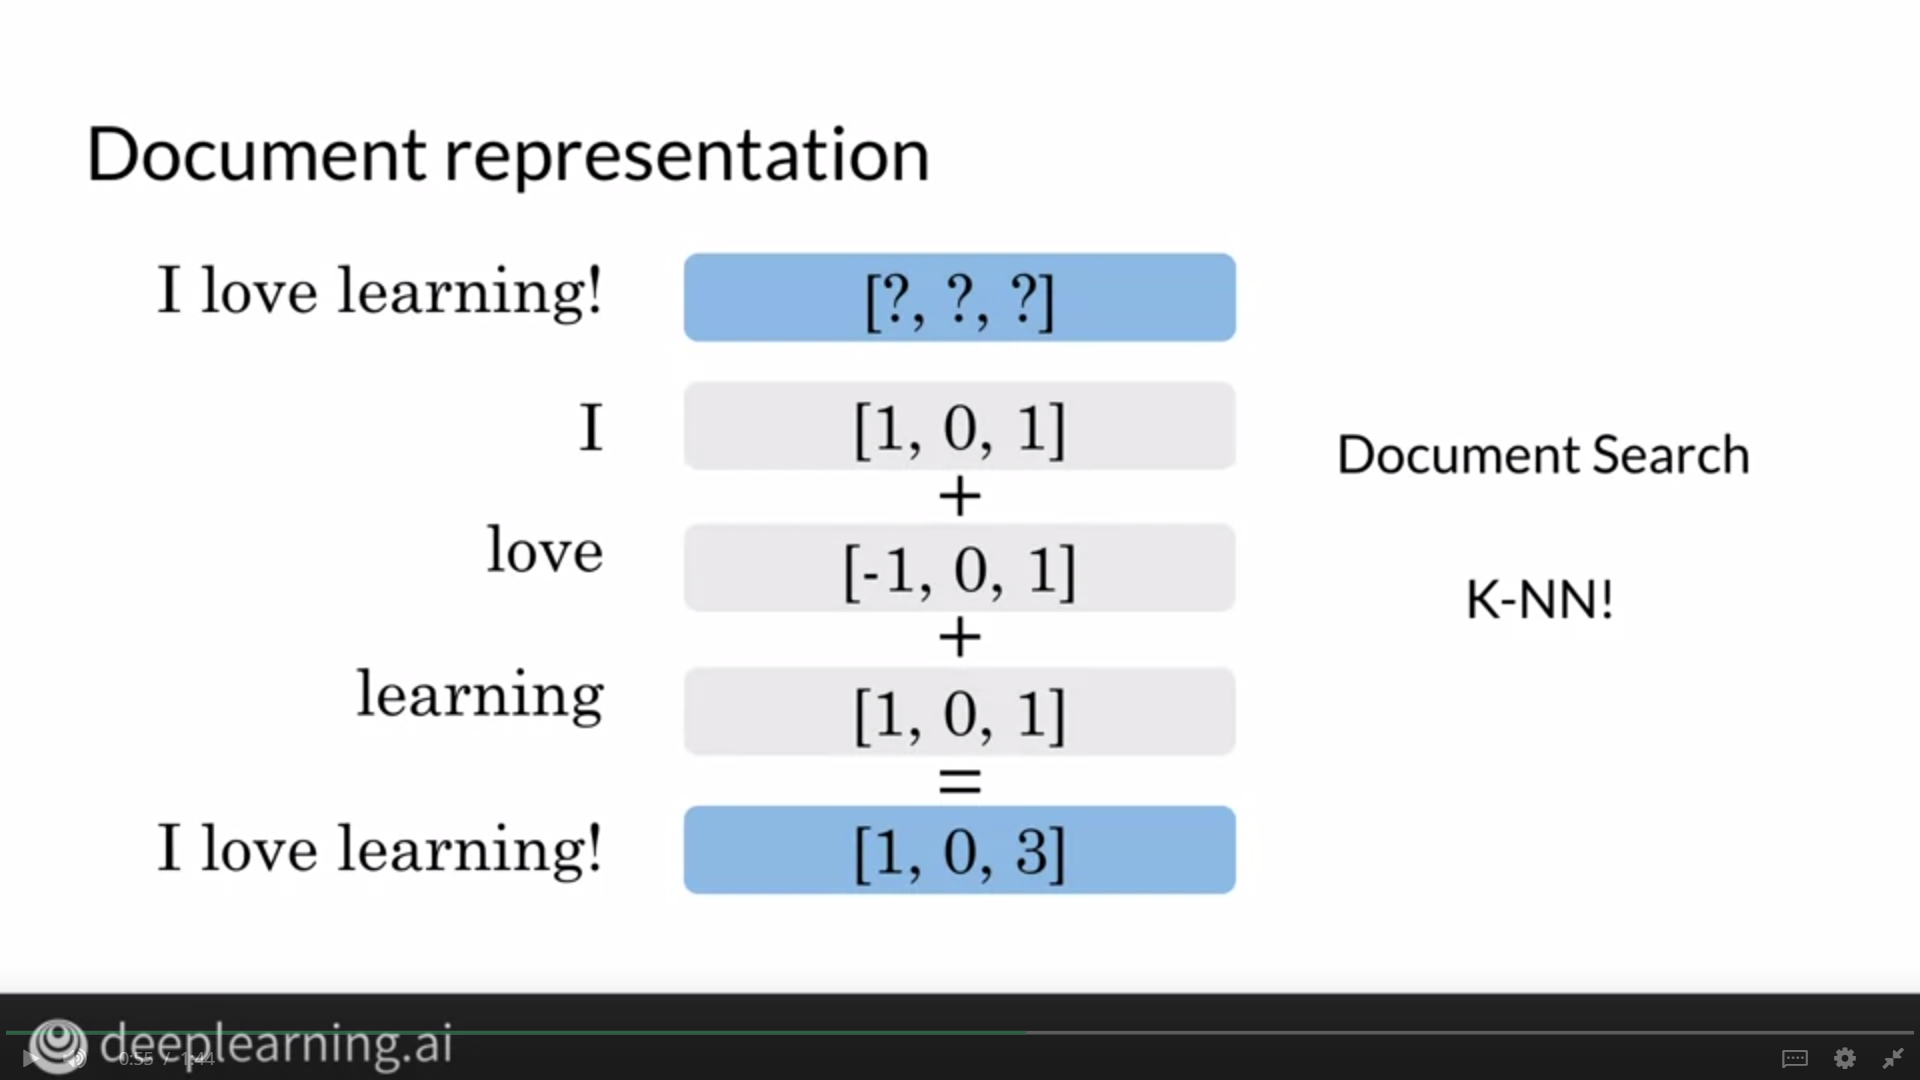 Document representation
I love learning!
[?, ?, ?]
I
[1, 0, 1]
+
love
[-1, 0, 1]
+
learning
[1, 0, 1]
=
I love learning!
[1, 0, 3]
Document Search
K-NN!
deeplearning.ai
0:55 / 1:44